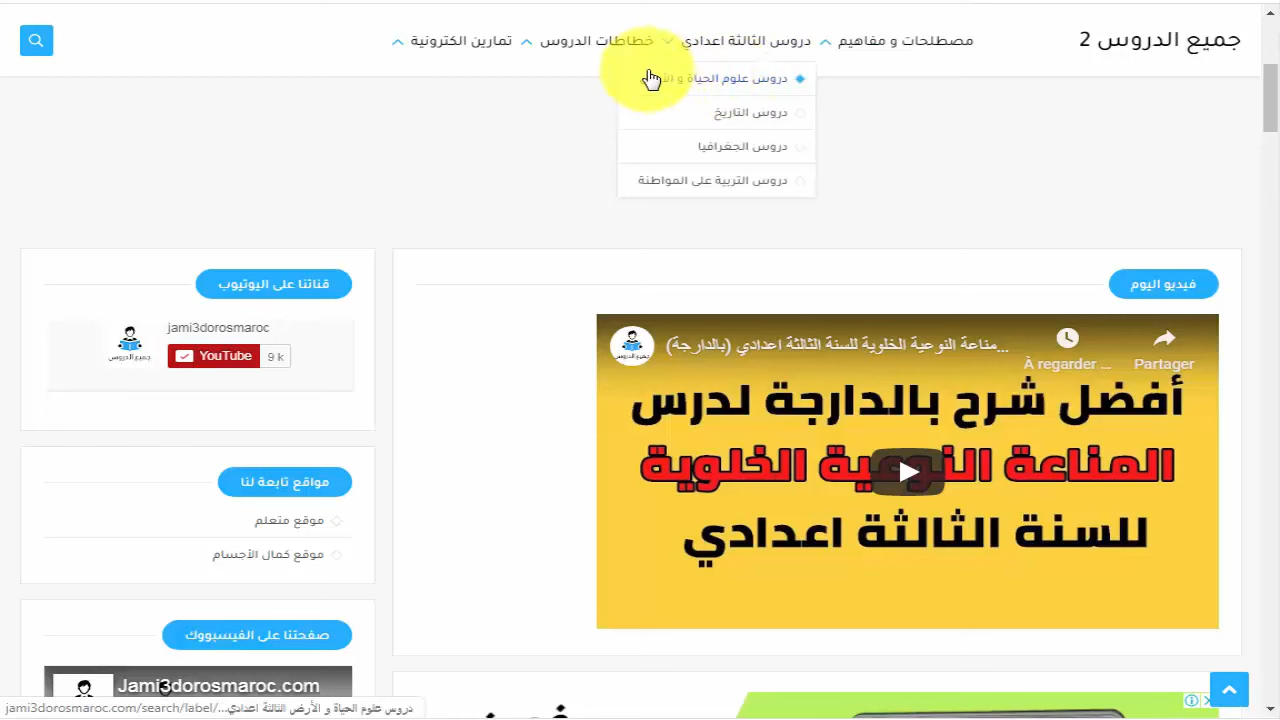 جميع الدروس 2
مصطلحات و مفاهيم
دروس الثالثة اعدادي
خطاطات الدروس
تمارين الكترونية
دروس علوم الحياة و
دروس التاريخ
دروس الجغرافيا
دروس التربية على المواطنة
فيديو اليوم
مناعة النوعية الخلوية للسنة الثالثة اعدادي (بالدارجة)...
À regarder ...
Partager
أفضل شرح بالدارجة لدرس
المناعة النوعية الخلوية
للسنة الثالثة اعدادي
قناتنا على اليوتيوب
jami3dorosmaroc
YouTube 9 k
جميع الدروس
مواقع تابعة لنا
موقع متعلم
موقع كمال الأجسام
صفحتنا على الفيسبووك
Jami3dorosmaroc.com
jami3dorosmaroc.com/search/label/...دروس علوم الحياة و الأرض الثالثة اعدادي